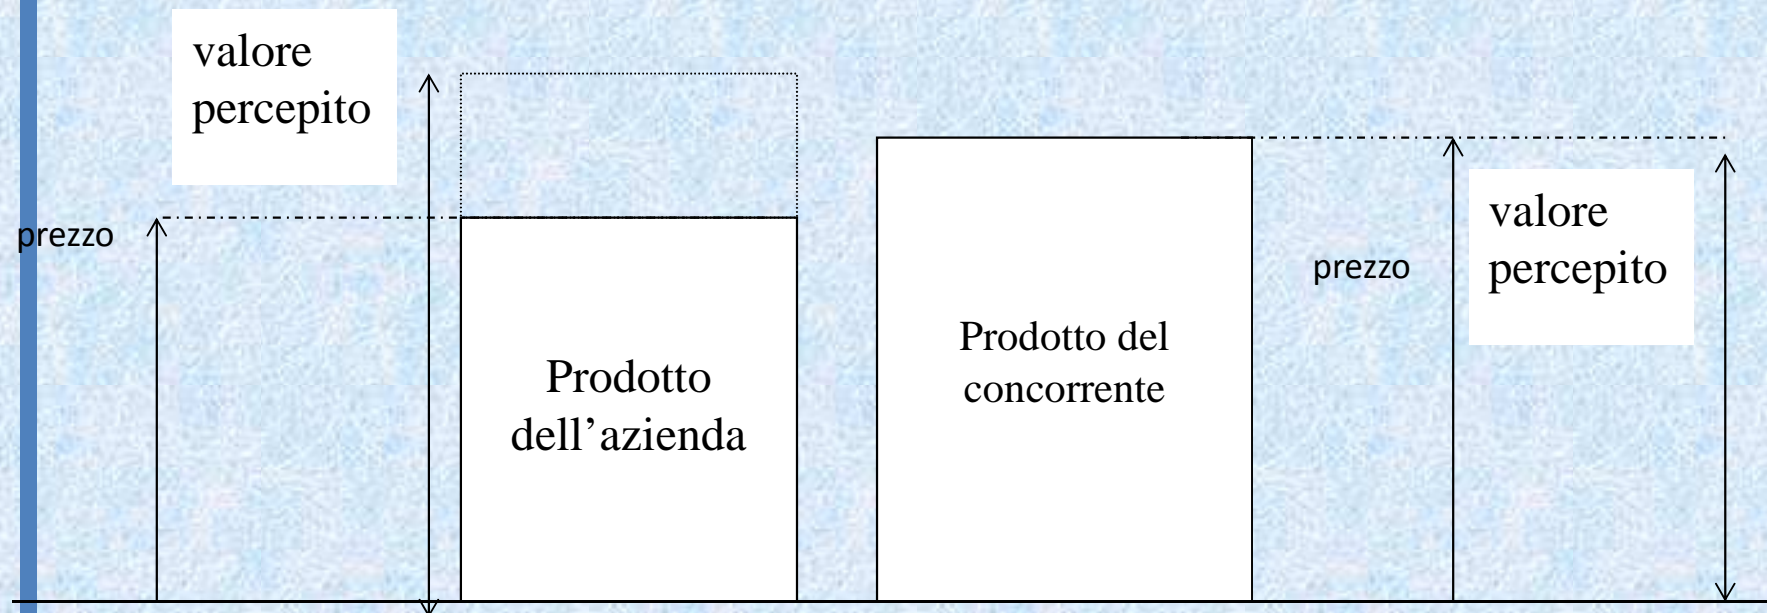 valore
percepito
prezzo
Prodotto
dell’azienda
Prodotto del
concorrente
prezzo
valore
percepito